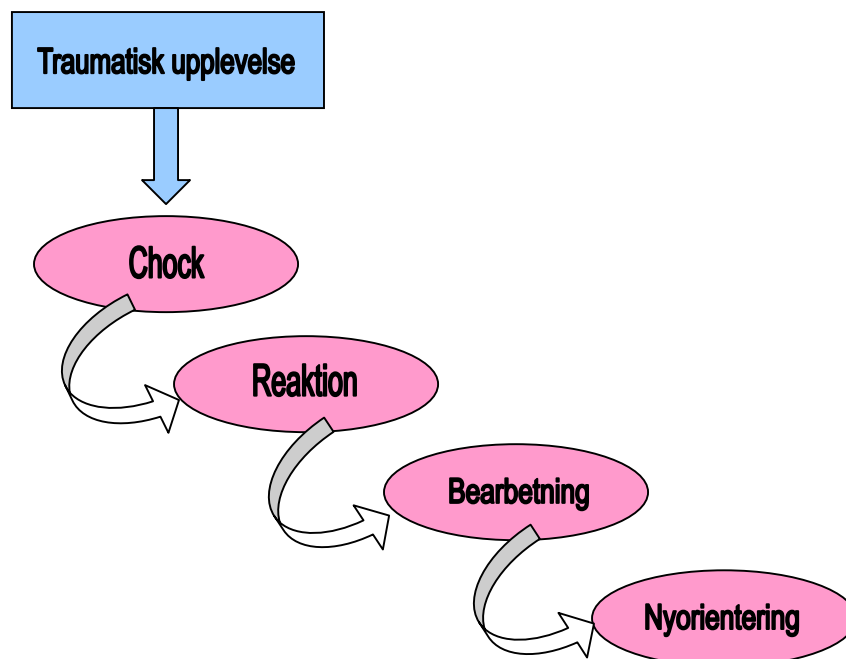 Traumatisk upplevelse
Chock
Reaktion
Bearbetning
Nyorientering